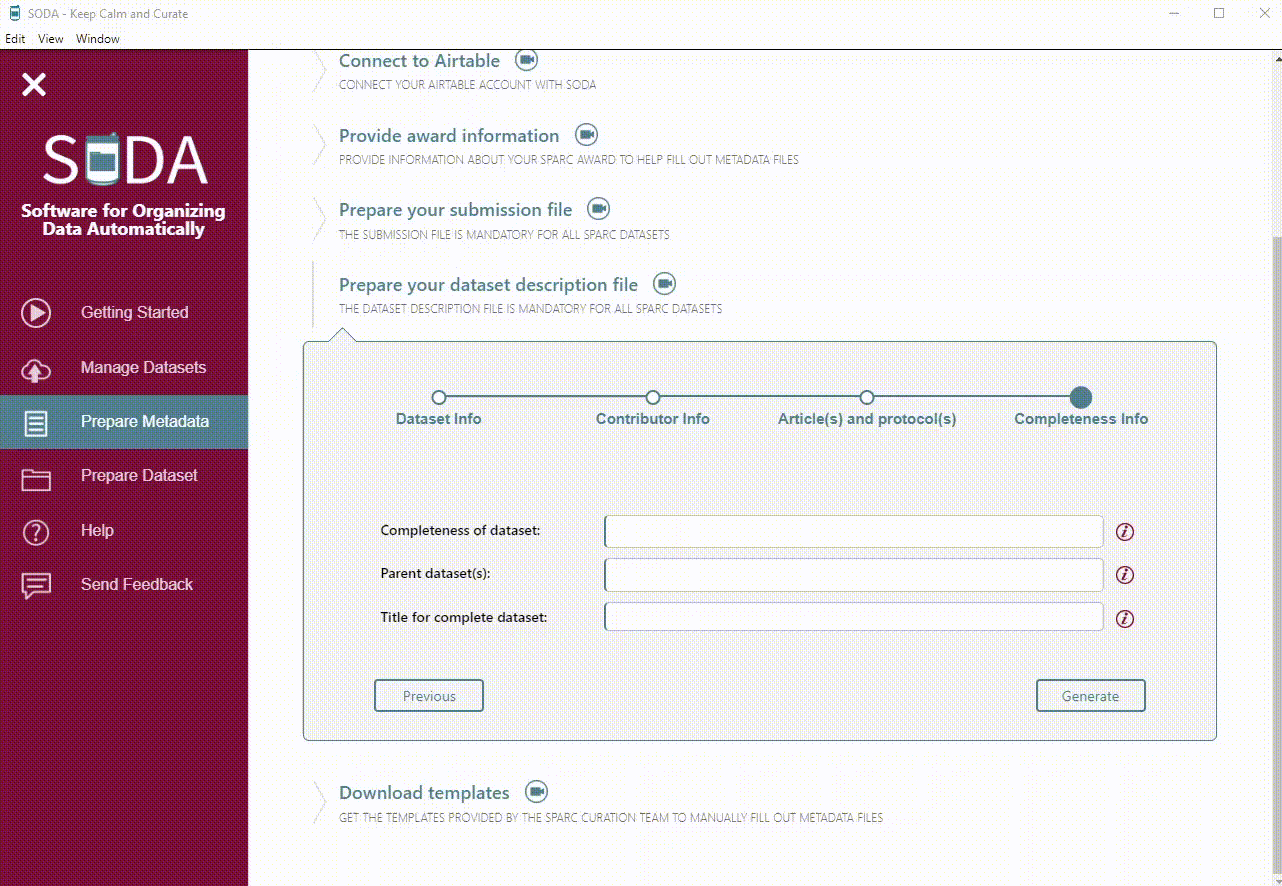 SODA - Keep Calm and Curate
Edit View Window
SODA
Software for Organizing
Data Automatically
Getting Started
Manage Datasets
Prepare Metadata
Prepare Dataset
Help
Send Feedback
Connect to Airtable
CONNECT YOUR AIRTABLE ACCOUNT WITH SODA
Provide award information
PROVIDE INFORMATION ABOUT YOUR SPARC AWARD TO HELP FILL OUT METADATA FILES
Prepare your submission file
THE SUBMISSION FILE IS MANDATORY FOR ALL SPARC DATASETS
Prepare your dataset description file
THE DATASET DESCRIPTION FILE IS MANDATORY FOR ALL SPARC DATASETS
Dataset Info Contributor Info Article(s) and protocol(s) Completeness Info
Completeness of dataset:
Parent dataset(s):
Title for complete dataset:
Previous Generate
Download templates
GET THE TEMPLATES PROVIDED BY THE SPARC CURATION TEAM TO MANUALLY FILL OUT METADATA FILES